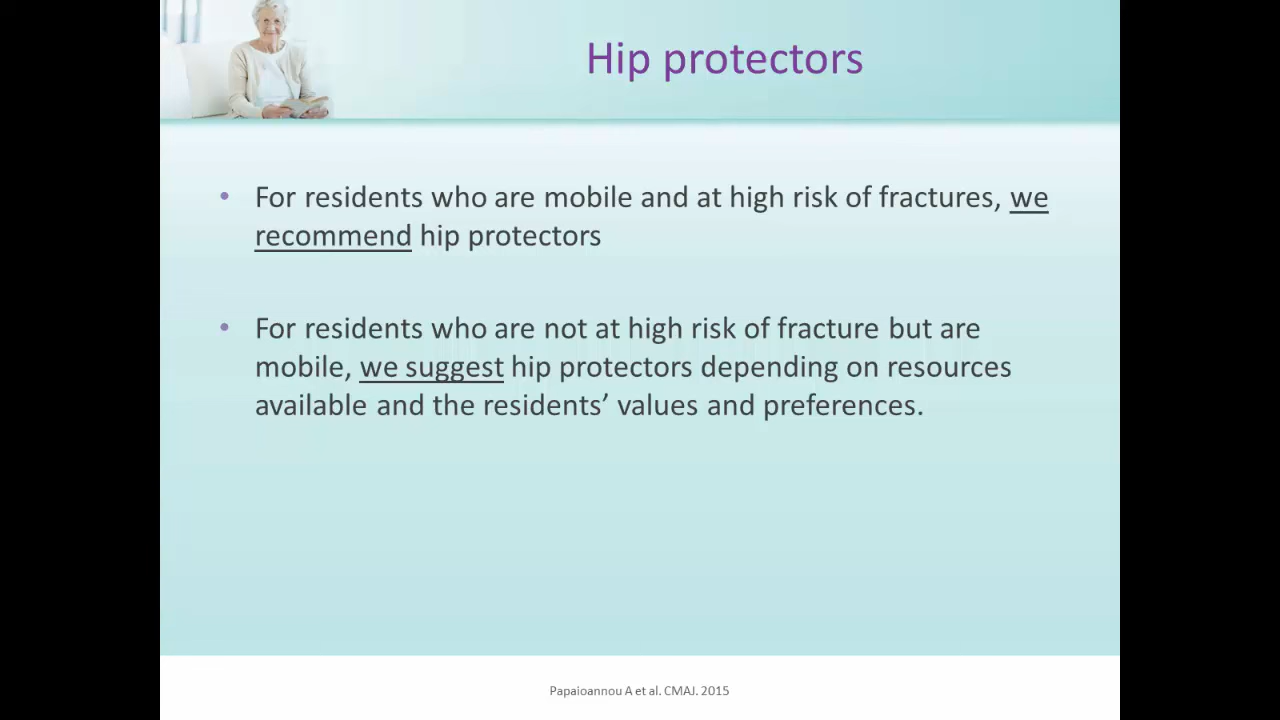 Hip protectors
• For residents who are mobile and at high risk of fractures, we
recommend hip protectors
• For residents who are not at high risk of fracture but are
mobile, we suggest hip protectors depending on resources
available and the residents’ values and preferences.
Papaioannou A et al. CMAJ. 2015